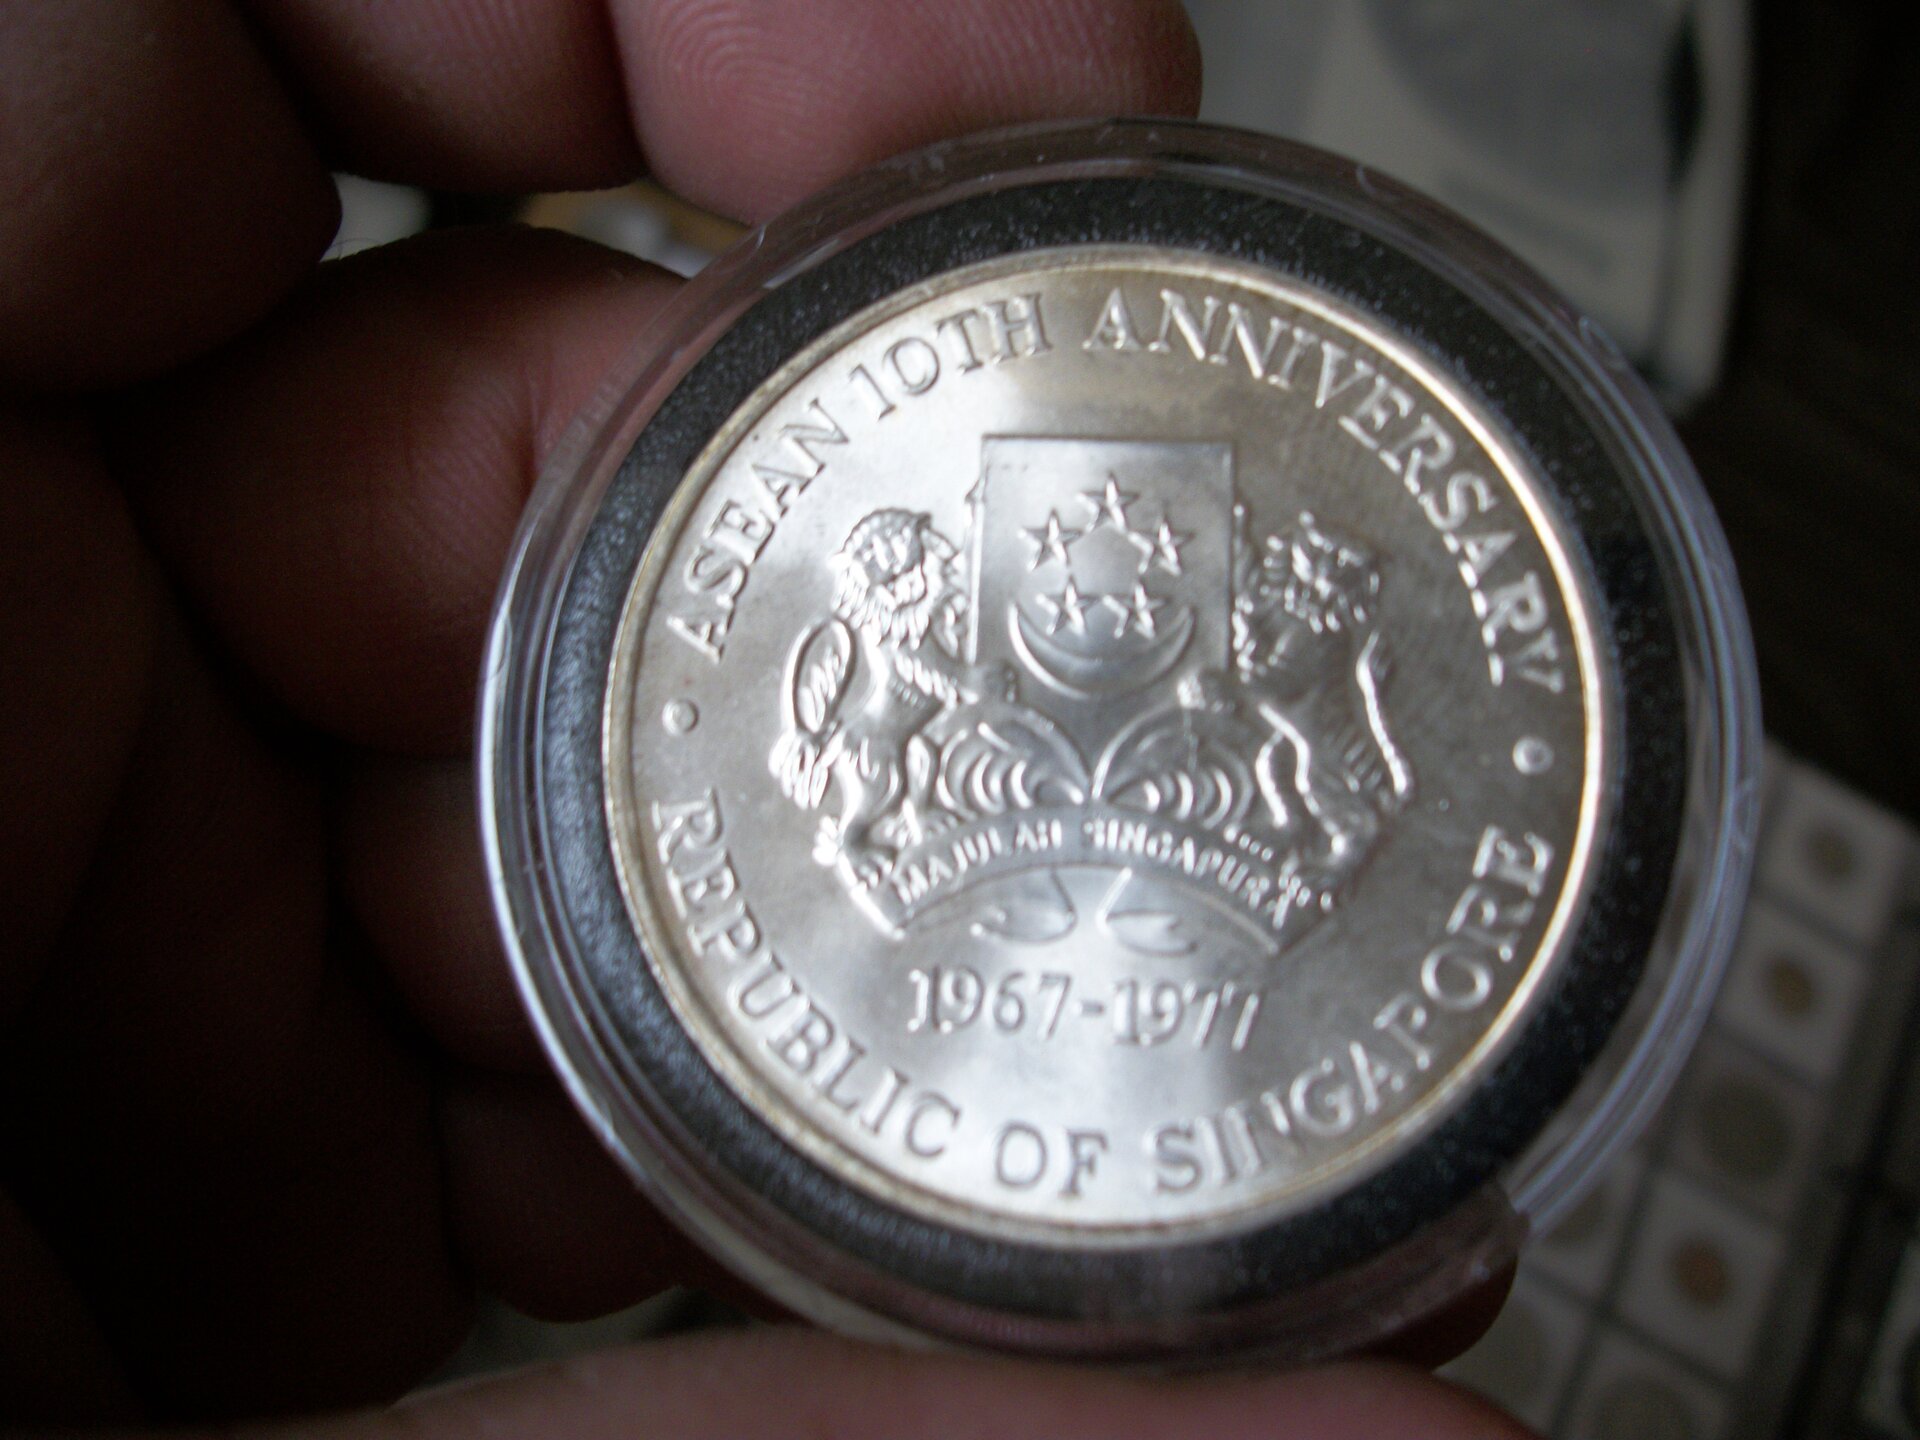 ASEAN 10TH ANNIVERSARY
MAJULAH SINGAPURA
1967-1977
REPUBLIC OF SINGAPORE